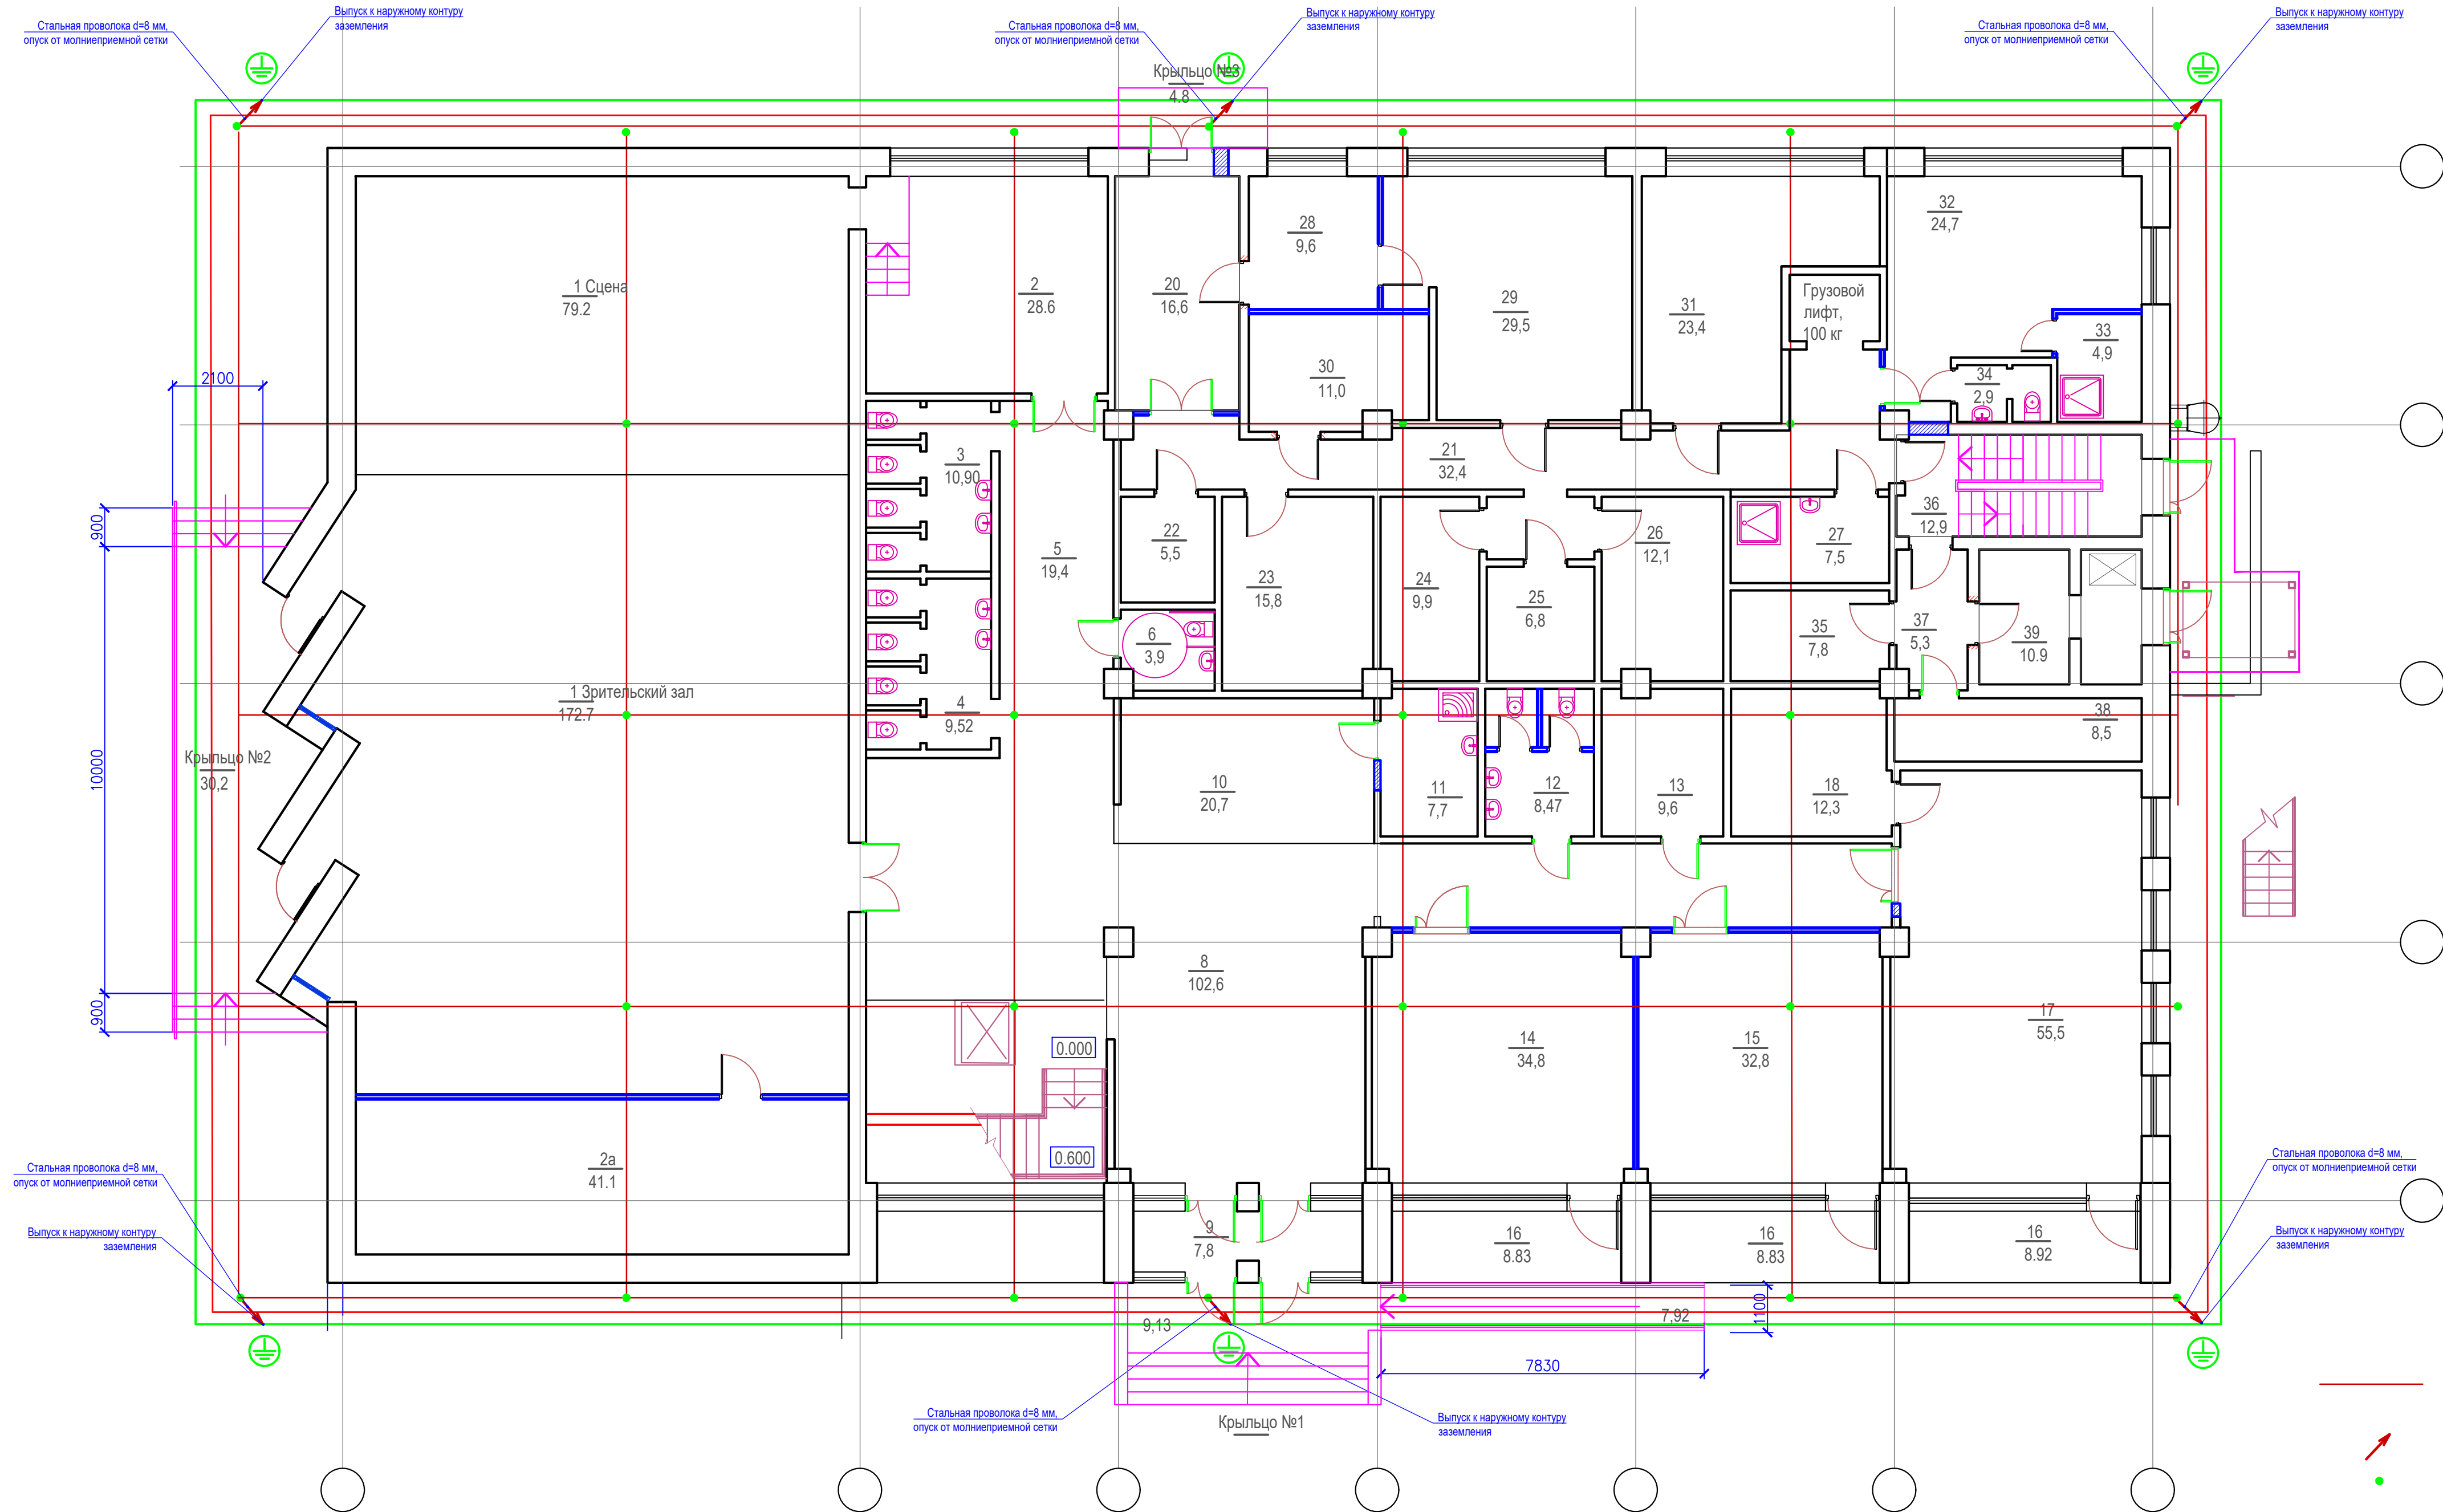 Стальная проволока d=8 мм,
опуск от молниеприемной сетки
Выпуск к наружному контуру
заземления
Стальная проволока d=8 мм,
опуск от молниеприемной сетки
Выпуск к наружному контуру
заземления
Стальная проволока d=8 мм,
опуск от молниеприемной сетки
Выпуск к наружному контуру
заземления
Крыльцо №3
4.8
1 Сцена
79.2
2
28.6
20
16,6
28
9,6
29
29,5
30
11,0
31
23,4
Грузовой
лифт,
100 кг
32
24,7
33
4,9
34
2,9
2100
900
10000
900
3
10,90
5
19,4
21
32,4
22
5,5
23
15,8
24
9,9
25
6,8
26
12,1
27
7,5
36
12,9
6
3,9
35
7,8
37
5,3
39
10.9
38
8,5
1 Зрительский зал
172.7
4
9,52
Крыльцо №2
30,2
10
20,7
11
7,7
12
8,47
13
9,6
18
12,3
8
102,6
14
34,8
15
32,8
17
55,5
0.000
0.600
2а
41.1
9
7,8
16
8.83
16
8.83
16
8.92
Стальная проволока d=8 мм,
опуск от молниеприемной сетки
Выпуск к наружному контуру
заземления
Стальная проволока d=8 мм,
опуск от молниеприемной сетки
Выпуск к наружному контуру
заземления
9,13
7,92
1100
7830
Крыльцо №1
Стальная проволока d=8 мм,
опуск от молниеприемной сетки
Выпуск к наружному контуру
заземления